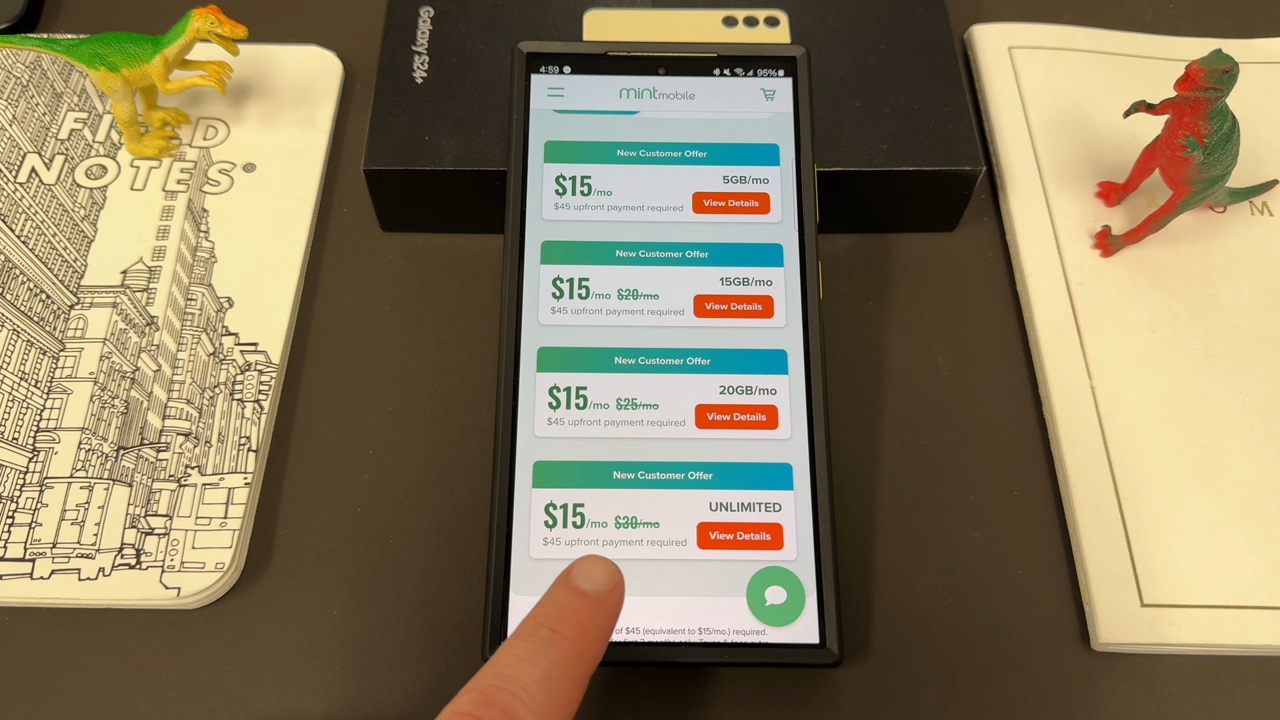 FIELD
NOTES
Galaxy S24+
4:59
95%
mint mobile
New Customer Offer
$15/mo
5GB/mo
$45 upfront payment required
View Details
New Customer Offer
$15/mo $20/mo
15GB/mo
$45 upfront payment required
View Details
New Customer Offer
$15/mo $25/mo
20GB/mo
$45 upfront payment required
View Details
New Customer Offer
$15/mo $30/mo
UNLIMITED
$45 upfront payment required
View Details
of $45 (equivalent to $15/mo.) required.